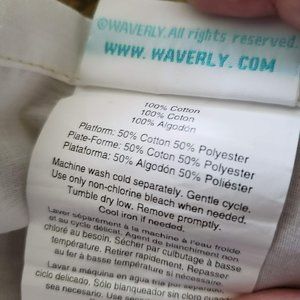 ©WAVERLY. All rights reserved
WWW. WAVERLY. COM
100% Cotton
100% Coton
100% Algodón
Platform: 50% Cotton 50% Polyester
Plate-Forme: 50% Coton 50% Polyester
Plataforma: 50% Algodón 50% Poliéster
Machine wash cold separately. Gentle cycle.
Use only non-chlorine bleach when needed.
Tumble dry low. Remove promptly.
Cool iron if needed.
Laver séparément à la machine à l'eau froide
et au cycle délicat. de blanchiment non
chloré au besoin. Sécher par culbutage à basse
température. Retirer rapidement. Repasser
au fer à basse température si nécessaire.
Lavar a máquina en agua fría por separado.
ciclo delicado. Sólo blanqueador sin cloro cuando
sea necesario.